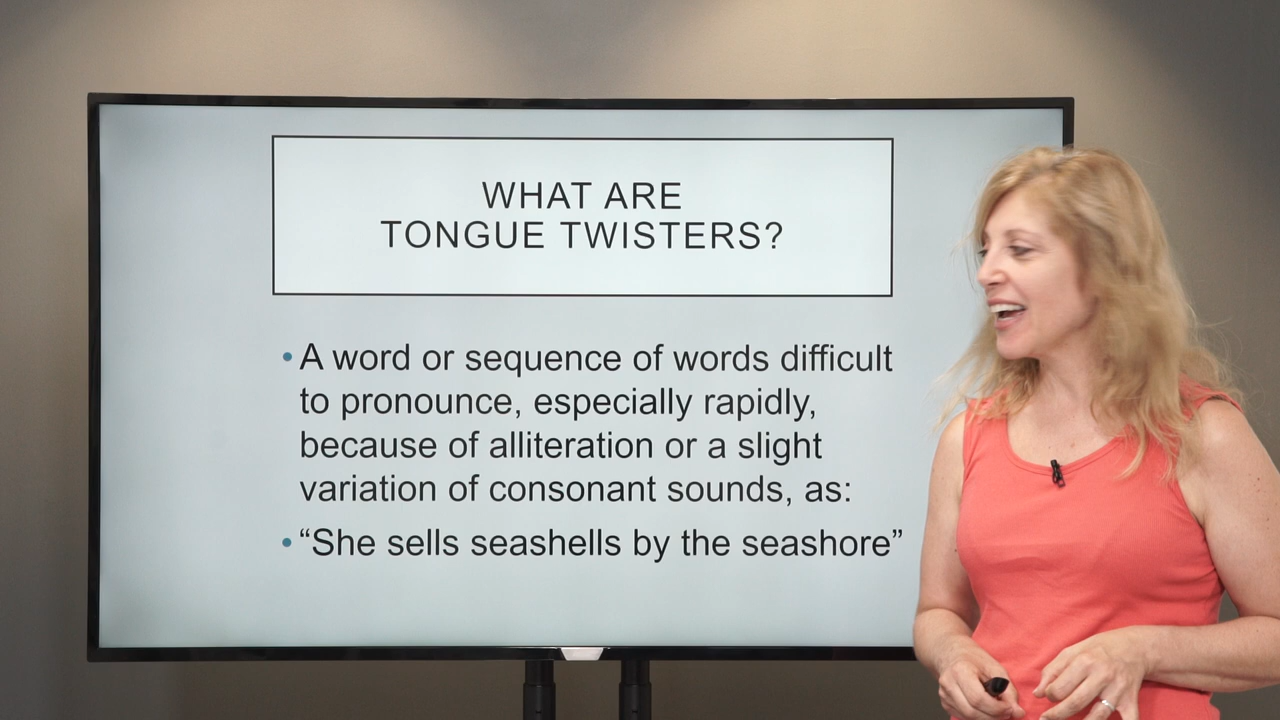 WHAT ARE
TONGUE TWISTERS?
• A word or sequence of words difficult
to pronounce, especially rapidly,
because of alliteration or a slight
variation of consonant sounds, as:
• “She sells seashells by the seashore”